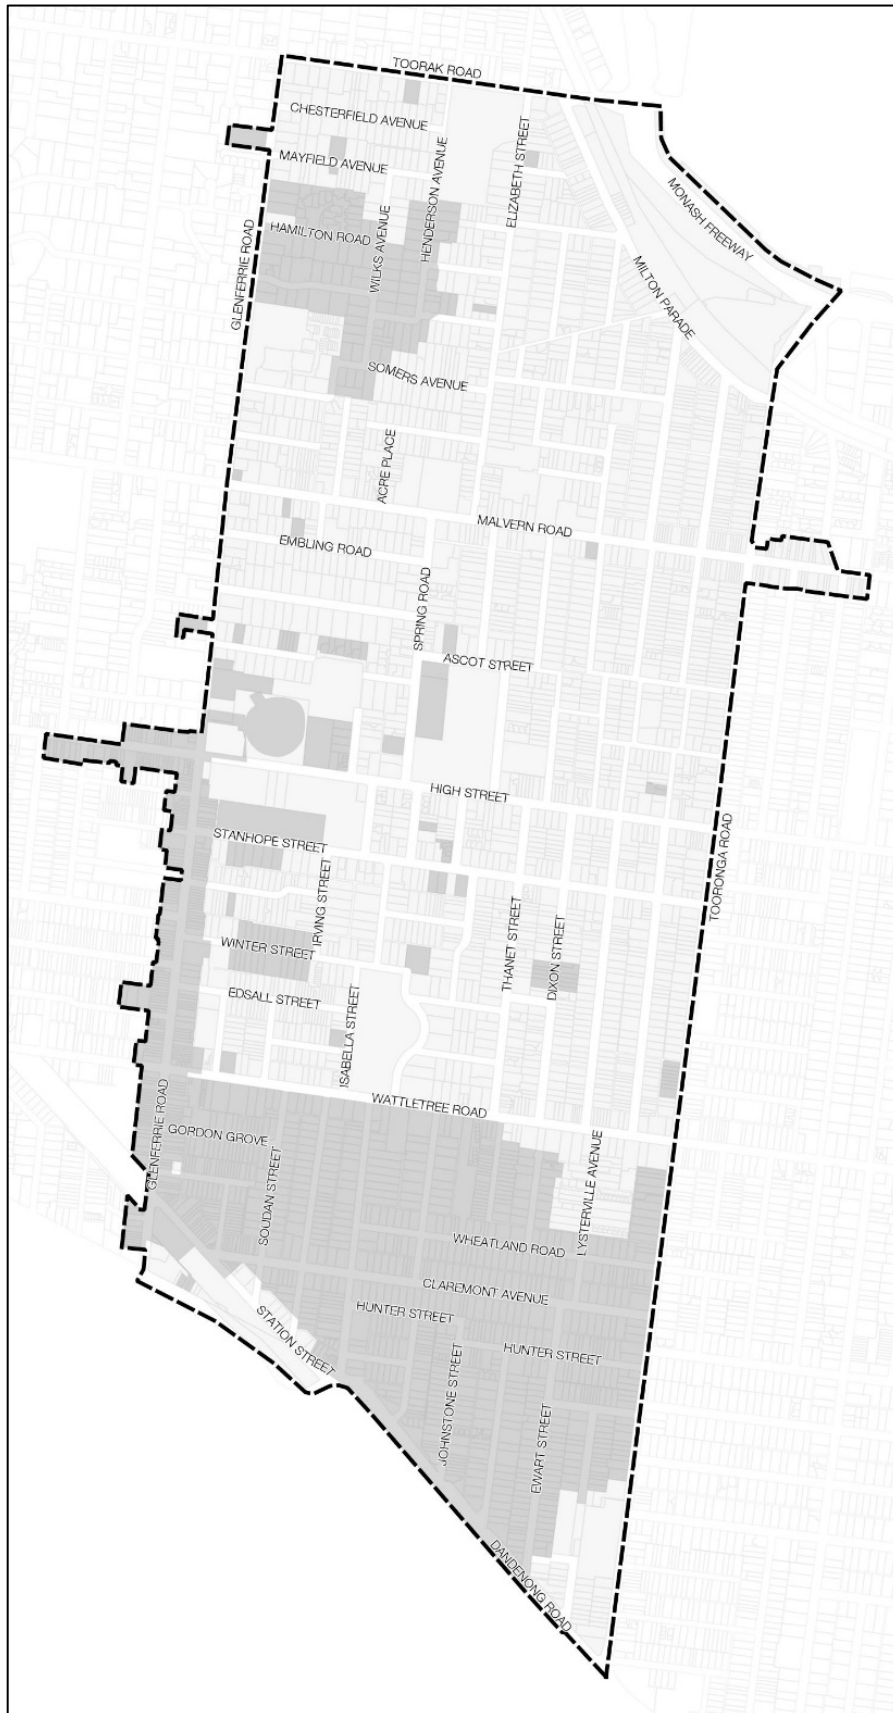 TOORAK ROAD
CHESTERFIELD AVENUE
MAYFIELD AVENUE
HENDERSON AVENUE
ELIZABETH STREET
MONASH FREEWAY
HAMILTON ROAD
WILKS AVENUE
GLENFERRIE ROAD
MILTON PARADE
SOMERS AVENUE
ACRE PLACE
MALVERN ROAD
EMBLING ROAD
SPRING ROAD
ASCOT STREET
HIGH STREET
STANHOPE STREET
TOORONGA ROAD
IRVING STREET
WINTER STREET
THANET STREET
DIXON STREET
EDSALL STREET
ISABELLA STREET
WATTLETREE ROAD
GLENFERRIE ROAD
GORDON GROVE
SOUDAN STREET
LYSTERVILLE AVENUE
WHEATLAND ROAD
CLAREMONT AVENUE
HUNTER STREET
STATION STREET
HUNTER STREET
JOHNSTONE STREET
EWART STREET
DANDENONG ROAD